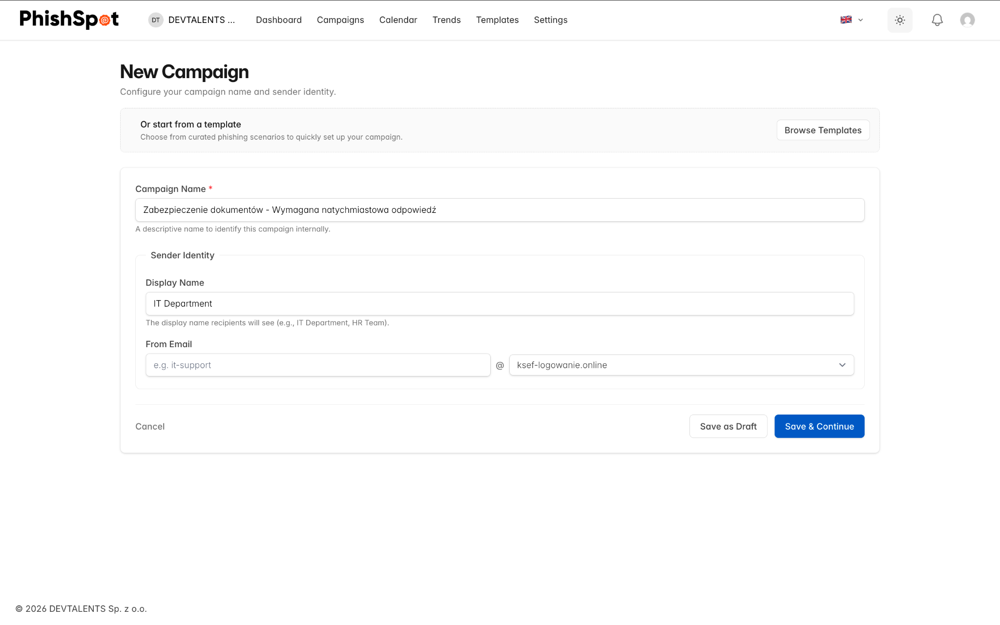 PhishSpot
DT DEVTALENTS ... Dashboard Campaigns Calendar Trends Templates Settings
New Campaign
Configure your campaign name and sender identity.
Or start from a template
Choose from curated phishing scenarios to quickly set up your campaign.
Browse Templates
Campaign Name *
Zabezpieczenie dokumentów - Wymagana natychmiastowa odpowiedź
A descriptive name to identify this campaign internally.
Sender Identity
Display Name
IT Department
The display name recipients will see (e.g., IT Department, HR Team).
From Email
e.g. it-support @ ksef-logowanie.online
Cancel Save as Draft Save & Continue
© 2026 DEVTALENTS Sp. z o.o.